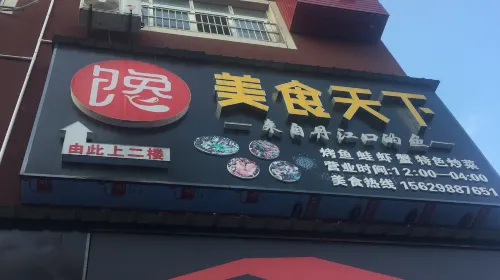 馋
美食天下
来自丹江口的鱼
由此上二楼
烤鱼 蛙 虾 蟹 特色炒菜
营业时间:12:00—04:00
美食热线 15629887651